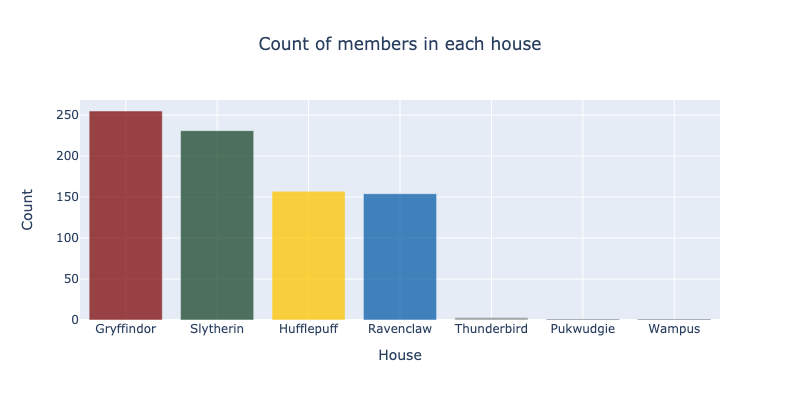 Count of members in each house
Count
250
200
150
100
50
0
Gryffindor Slytherin Hufflepuff Ravenclaw Thunderbird Pukwudgie Wampus
House